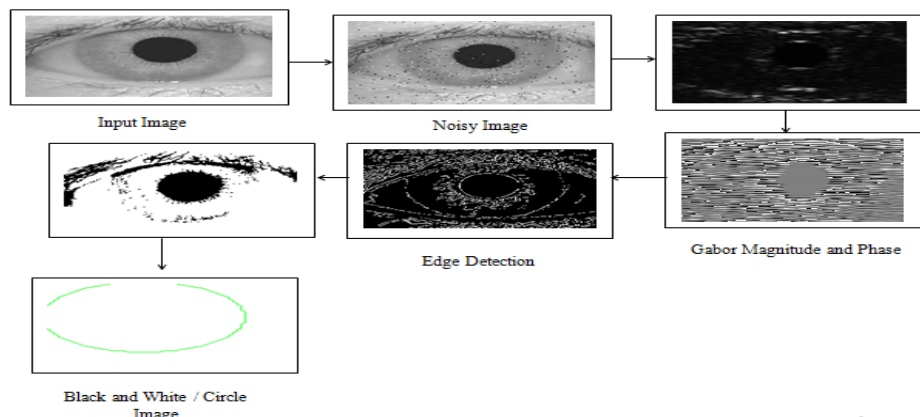 Input Image
Noisy Image
Gabor Magnitude and Phase
Edge Detection
Black and White / Circle
Image